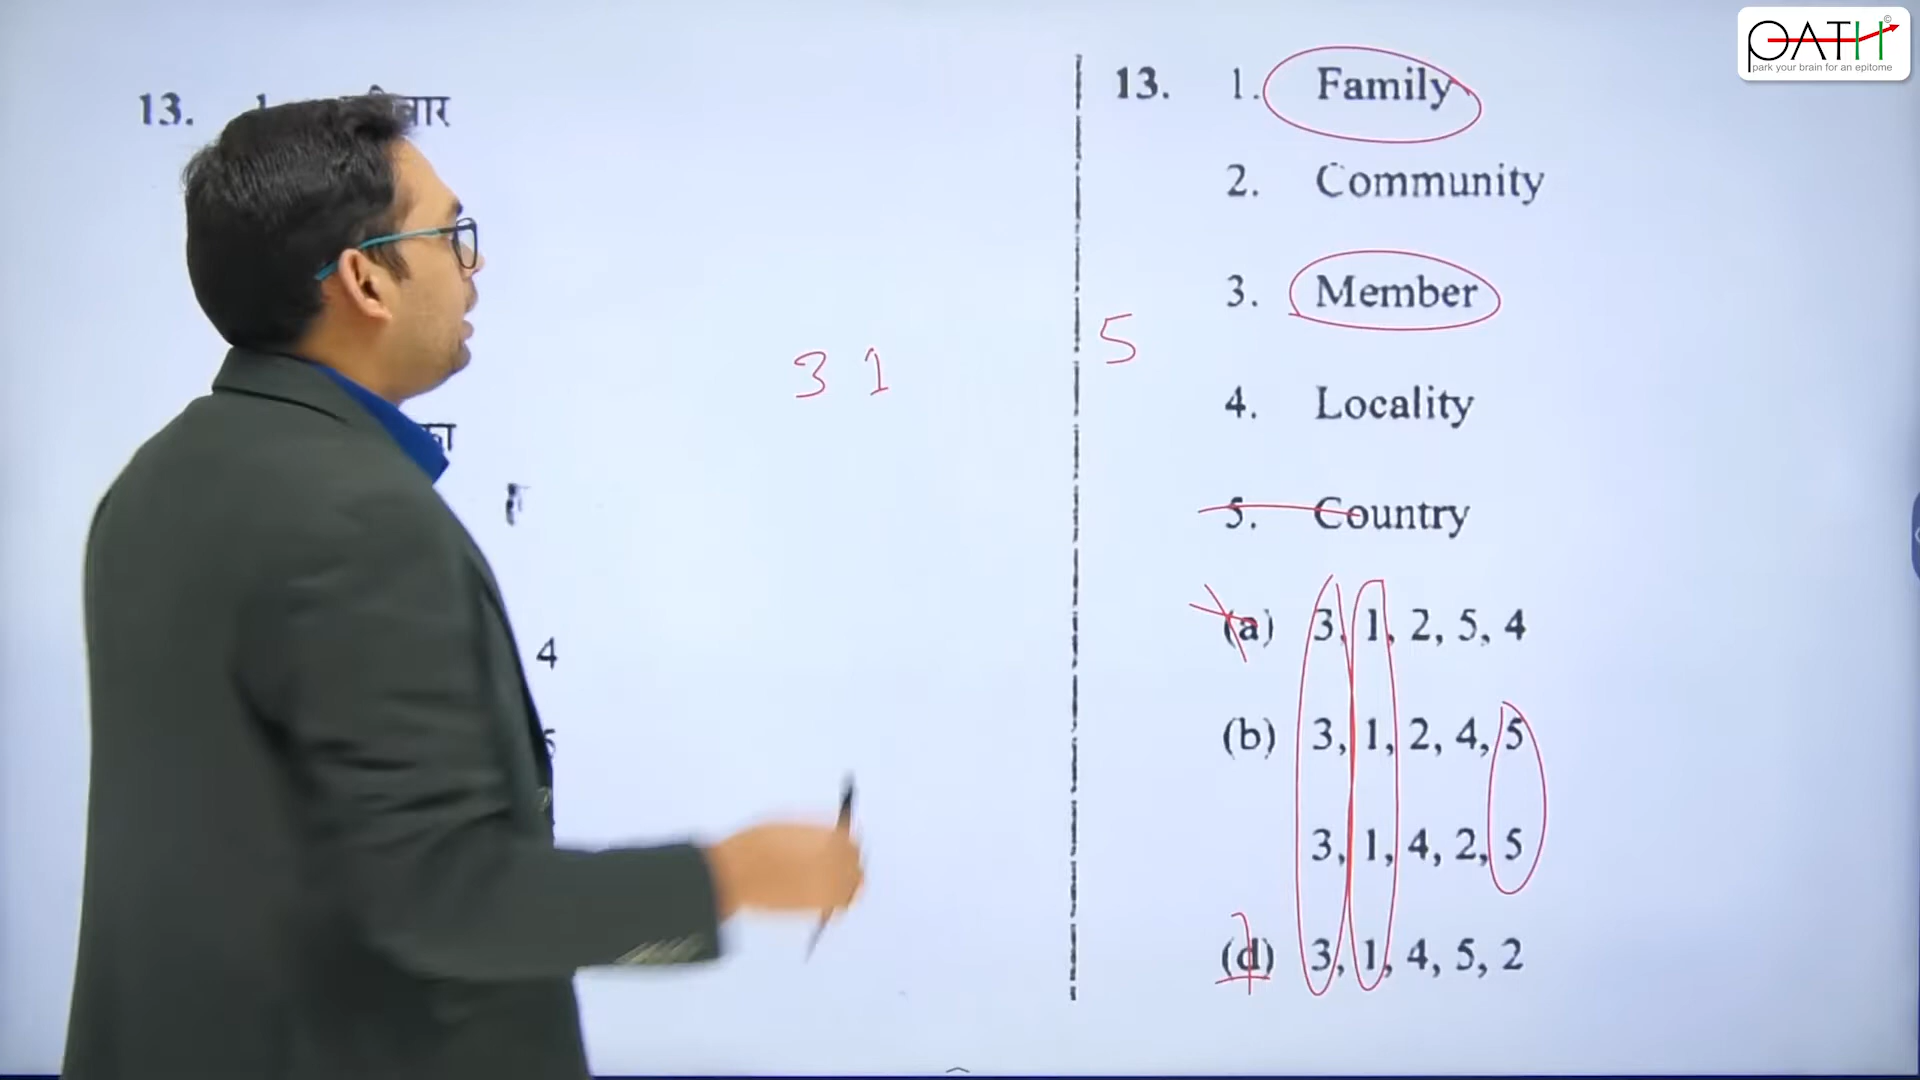 PATH
park your brain for an epitome
13.
4
3 1
5
13. 1. Family
2. Community
3. Member
4. Locality
5. Country
(a) 3, 1, 2, 5, 4
(b) 3, 1, 2, 4, 5
3, 1, 4, 2, 5
(d) 3, 1, 4, 5, 2